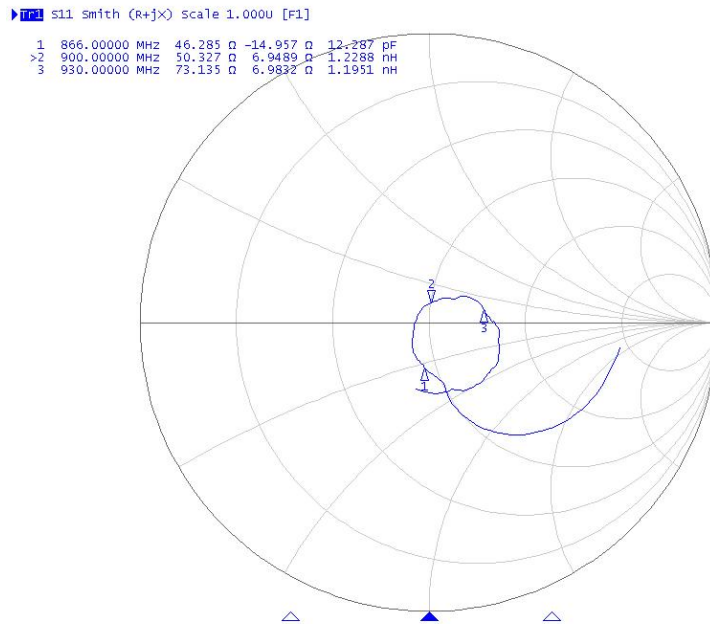 Tr1 S11 Smith (R+jX) Scale 1.000U [F1]
1 866.00000 MHz 46.285 Ω -14.957 Ω 12.287 pF
>2 900.00000 MHz 50.327 Ω 6.9489 Ω 1.2288 nH
3 930.00000 MHz 73.135 Ω 6.9832 Ω 1.1951 nH
2
3
1